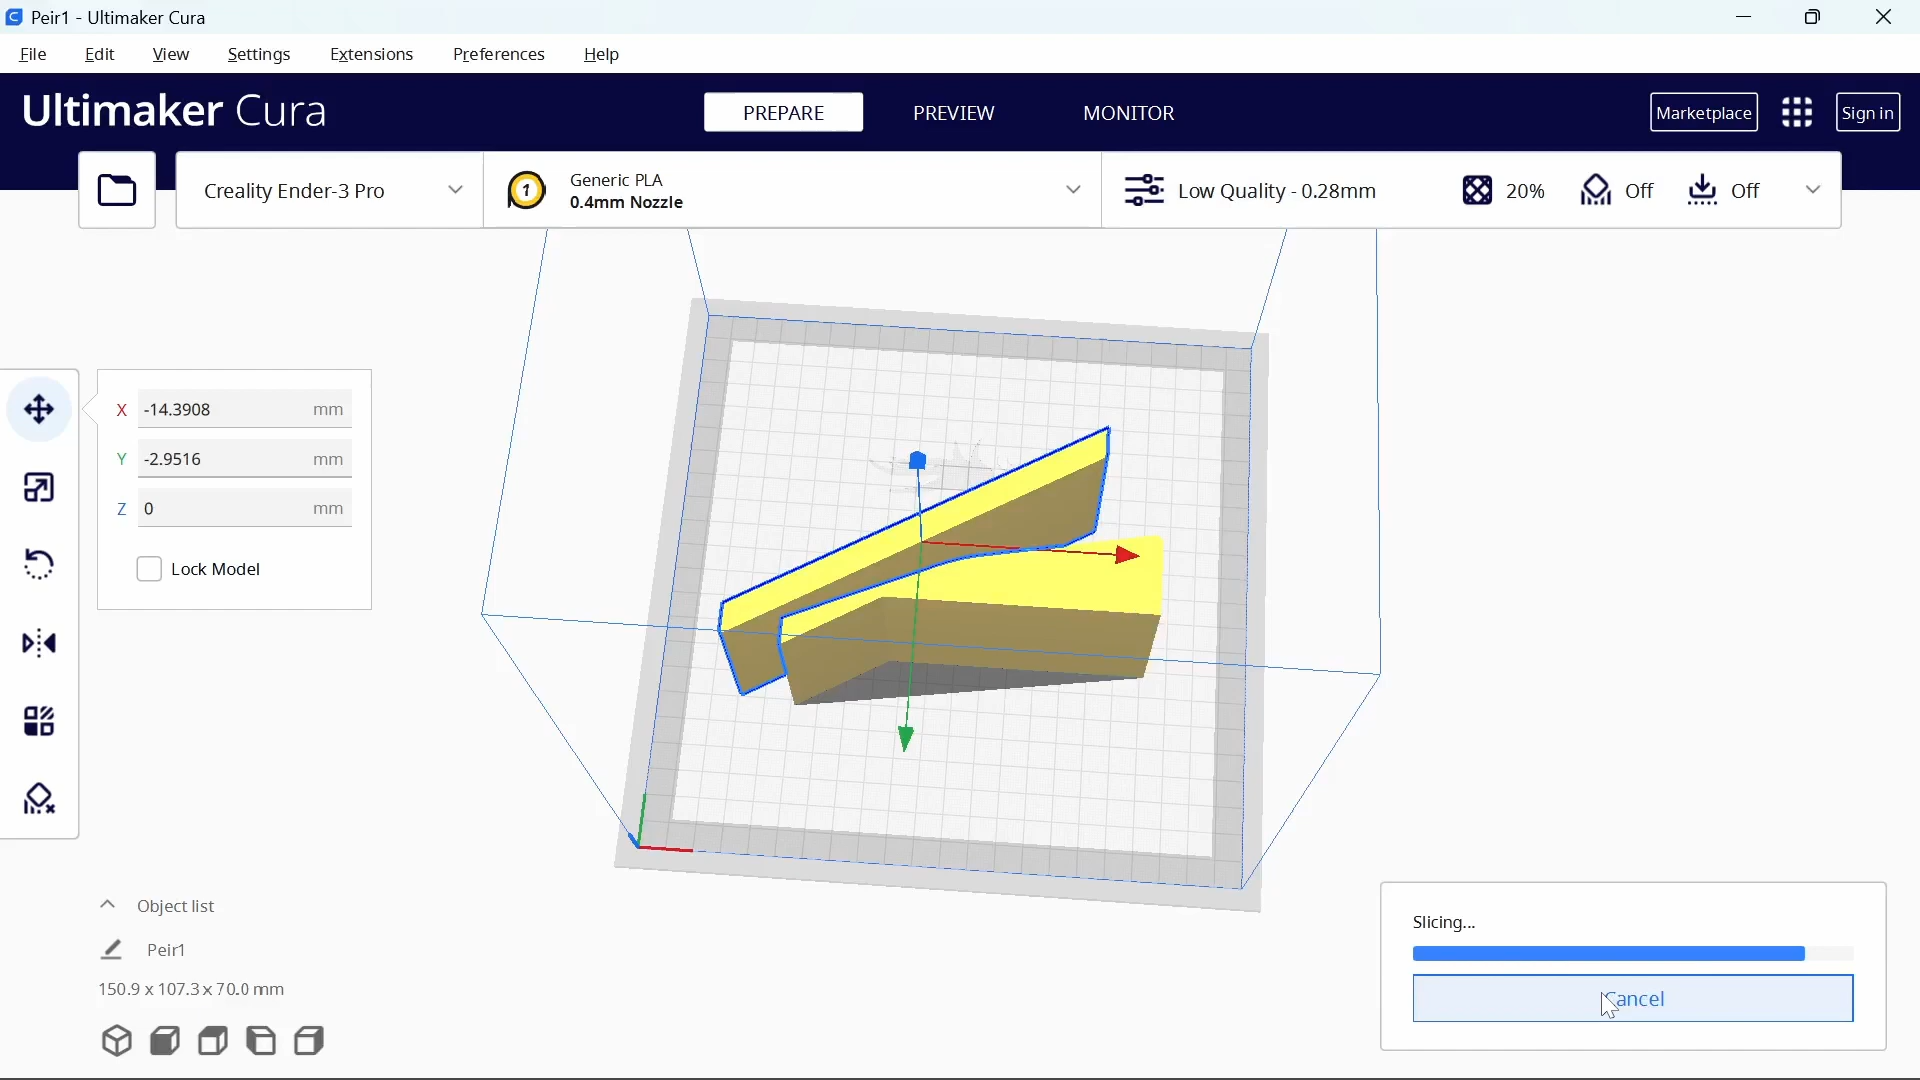 Peir1 - Ultimaker Cura
File Edit View Settings Extensions Preferences Help
Ultimaker Cura
PREPARE PREVIEW MONITOR
Marketplace
Sign in
Creality Ender-3 Pro
1
Generic PLA
0.4mm Nozzle
Low Quality - 0.28mm
20%
Off
Off
X -14.3908 mm
Y -2.9516 mm
Z 0 mm
Lock Model
Object list
Peir1
150.9 x 107.3 x 70.0 mm
Slicing...
Cancel